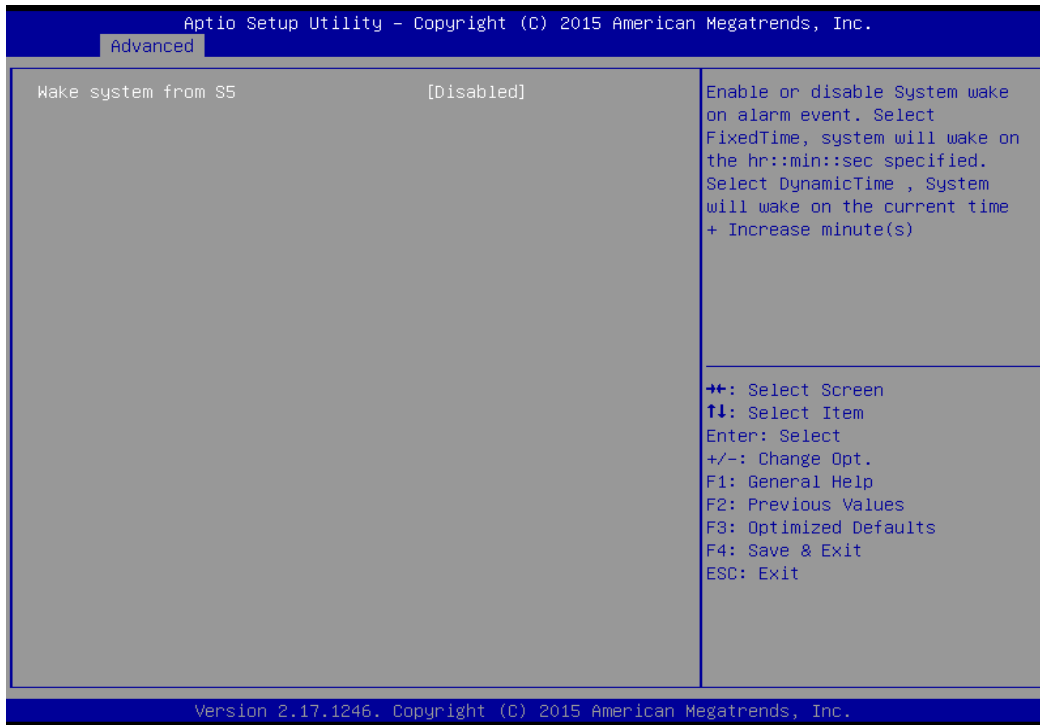 Aptio Setup Utility – Copyright (C) 2015 American Megatrends, Inc.
Advanced
Wake system from S5 [Disabled]
Enable or disable System wake
on alarm event. Select
FixedTime, system will wake on
the hr::min::sec specified.
Select DynamicTime , System
will wake on the current time
+ Increase minute(s)
→←: Select Screen
↑↓: Select Item
Enter: Select
+/-: Change Opt.
F1: General Help
F2: Previous Values
F3: Optimized Defaults
F4: Save & Exit
ESC: Exit
Version 2.17.1246. Copyright (C) 2015 American Megatrends, Inc.